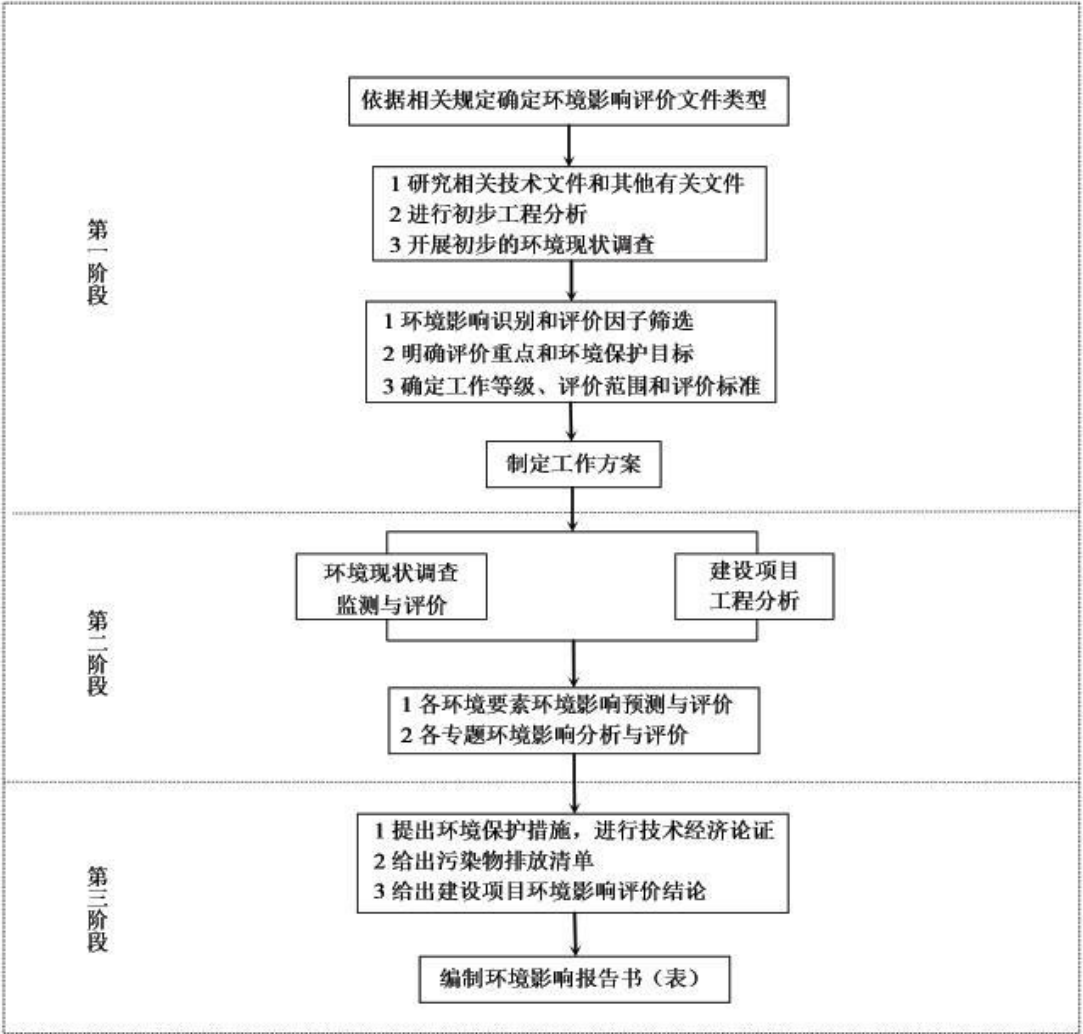 依据相关规定确定环境影响评价文件类型
1 研究相关技术文件和其他有关文件
2 进行初步工程分析
3 开展初步的环境现状调查
第一阶段
1 环境影响识别和评价因子筛选
2 明确评价重点和环境保护目标
3 确定工作等级、评价范围和评价标准
制定工作方案
环境现状调查
监测与评价
建设项目
工程分析
第二阶段
1 各环境要素环境影响预测与评价
2 各专题环境影响分析与评价
1 提出环境保护措施，进行技术经济论证
2 给出污染物排放清单
3 给出建设项目环境影响评价结论
第三阶段
编制环境影响报告书（表）